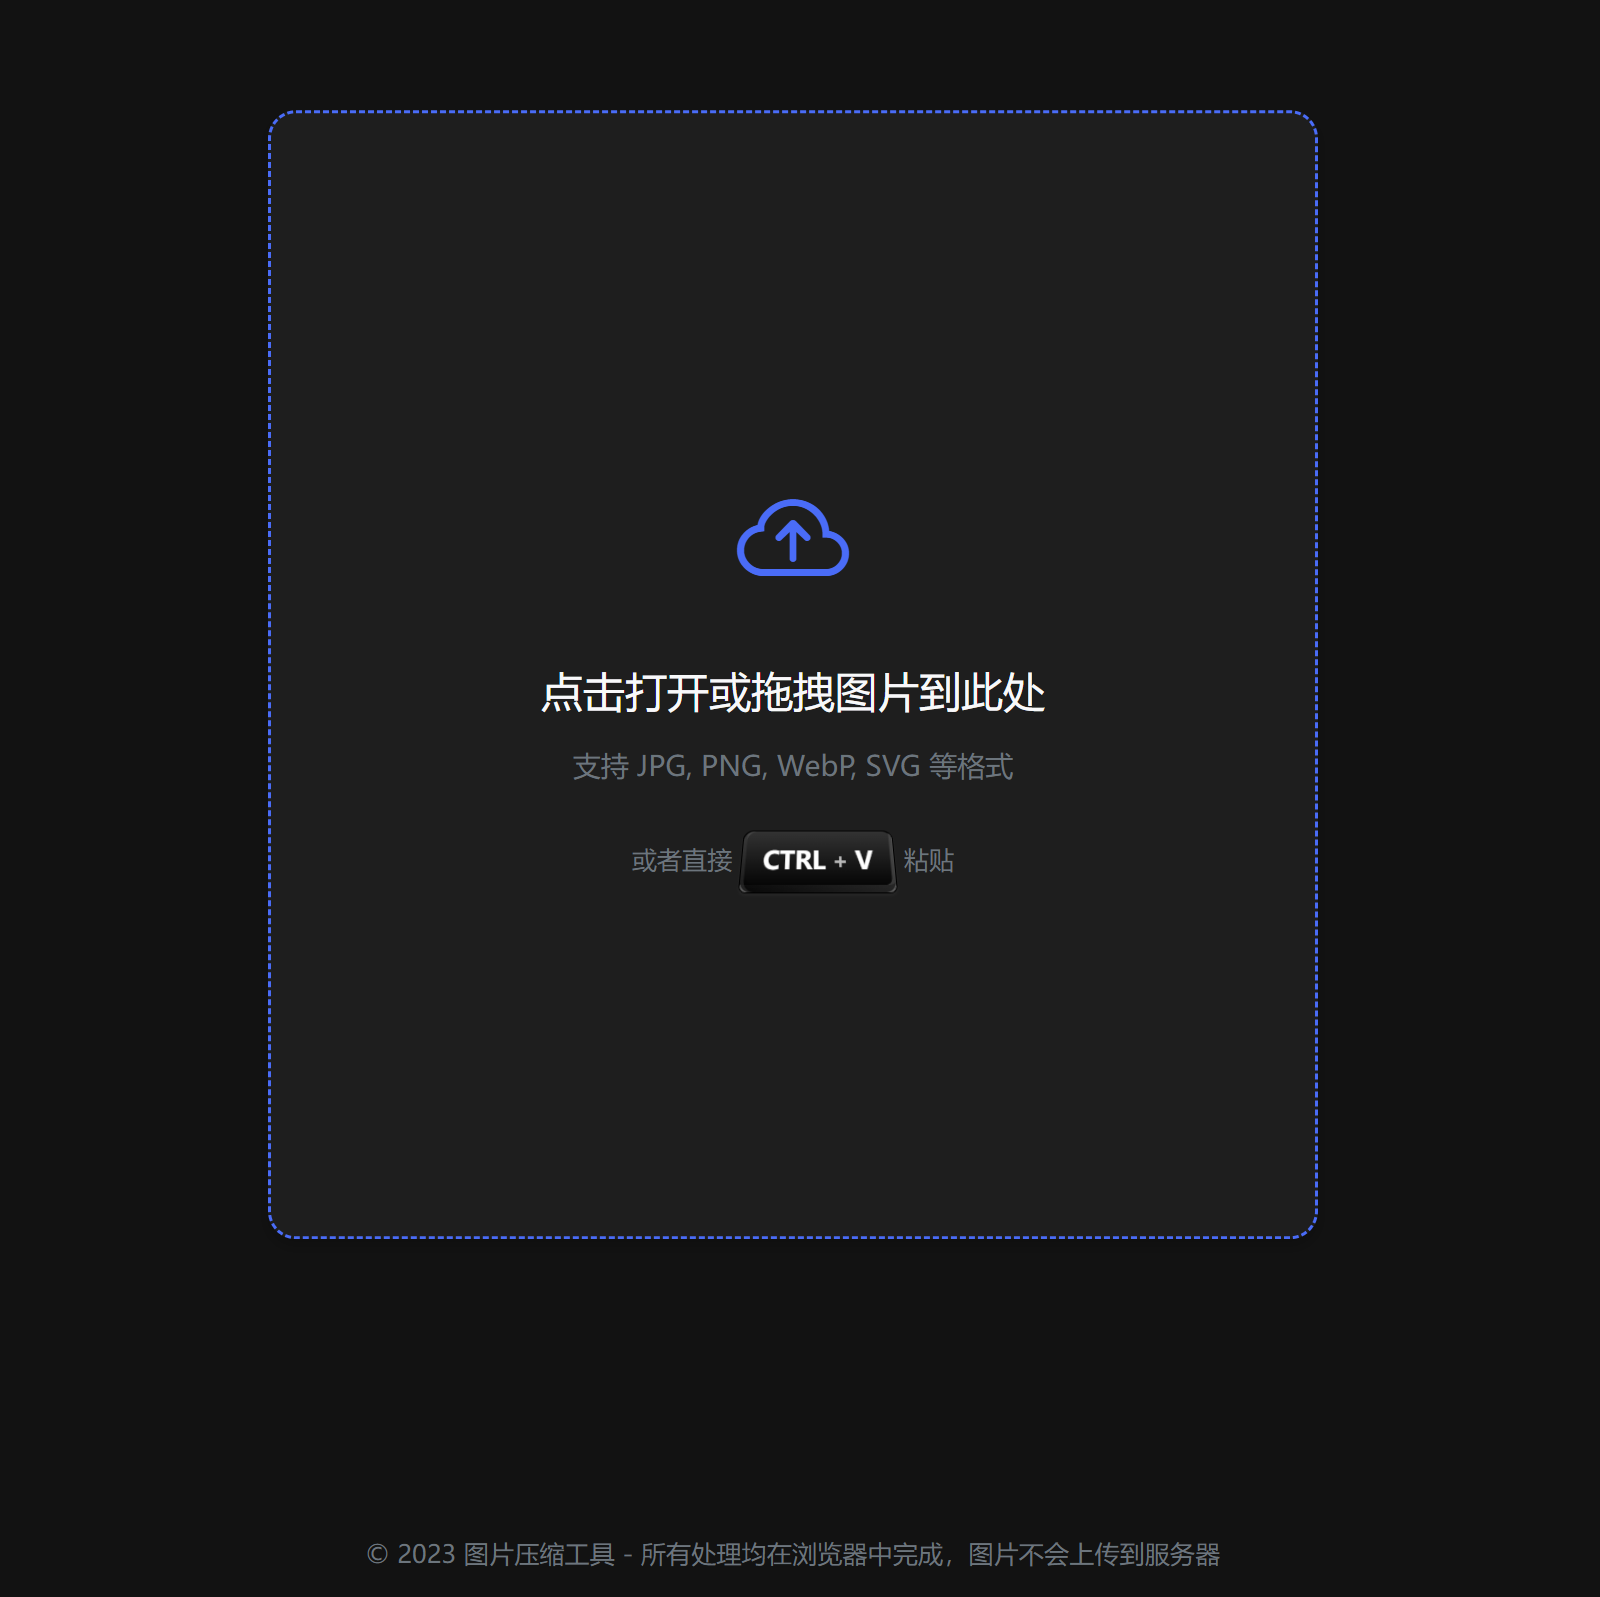 点击打开或拖拽图片到此处
支持 JPG, PNG, WebP, SVG 等格式
或者直接 CTRL + V 粘贴
© 2023 图片压缩工具 - 所有处理均在浏览器中完成，图片不会上传到服务器